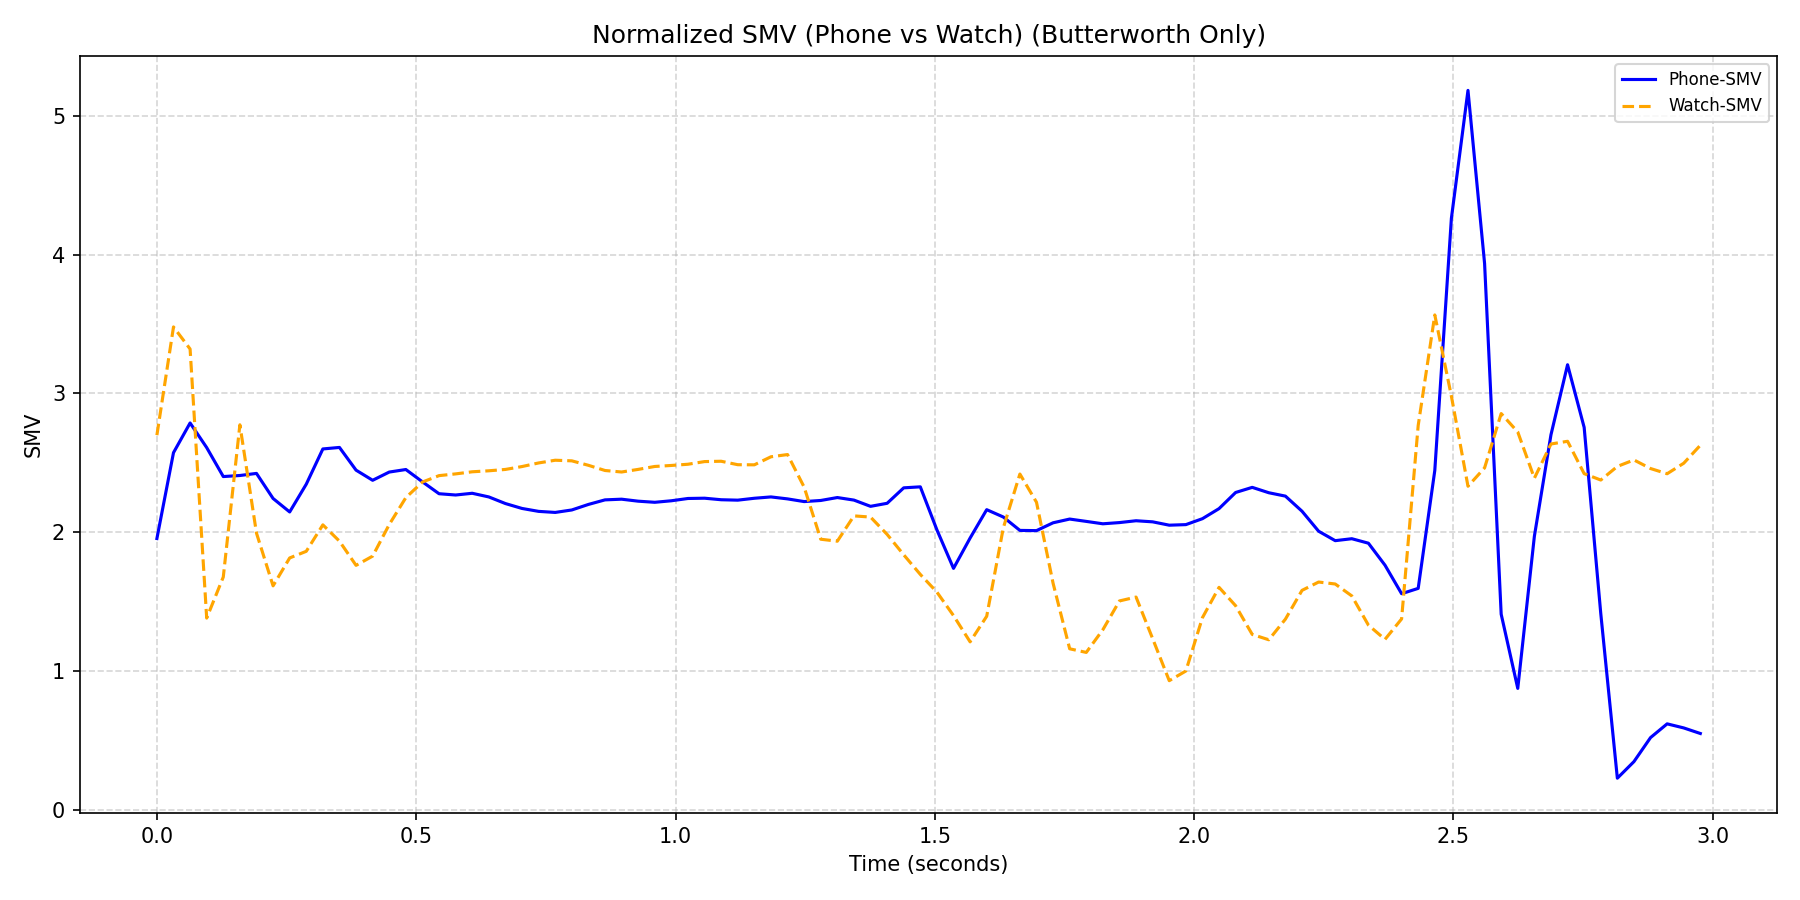 Normalized SMV (Phone vs Watch) (Butterworth Only)
Phone-SMV
Watch-SMV
SMV
5
4
3
2
1
0
0.0 0.5 1.0 1.5 2.0 2.5 3.0
Time (seconds)